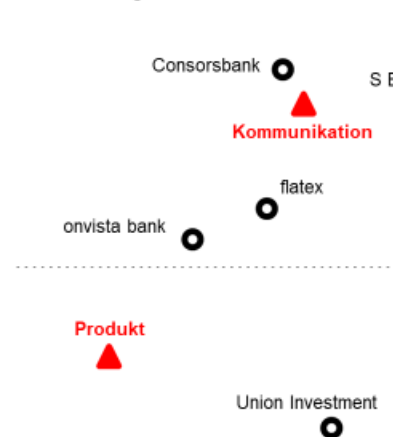 Consorsbank
S
Kommunikation
flatex
onvista bank
Produkt
Union Investment